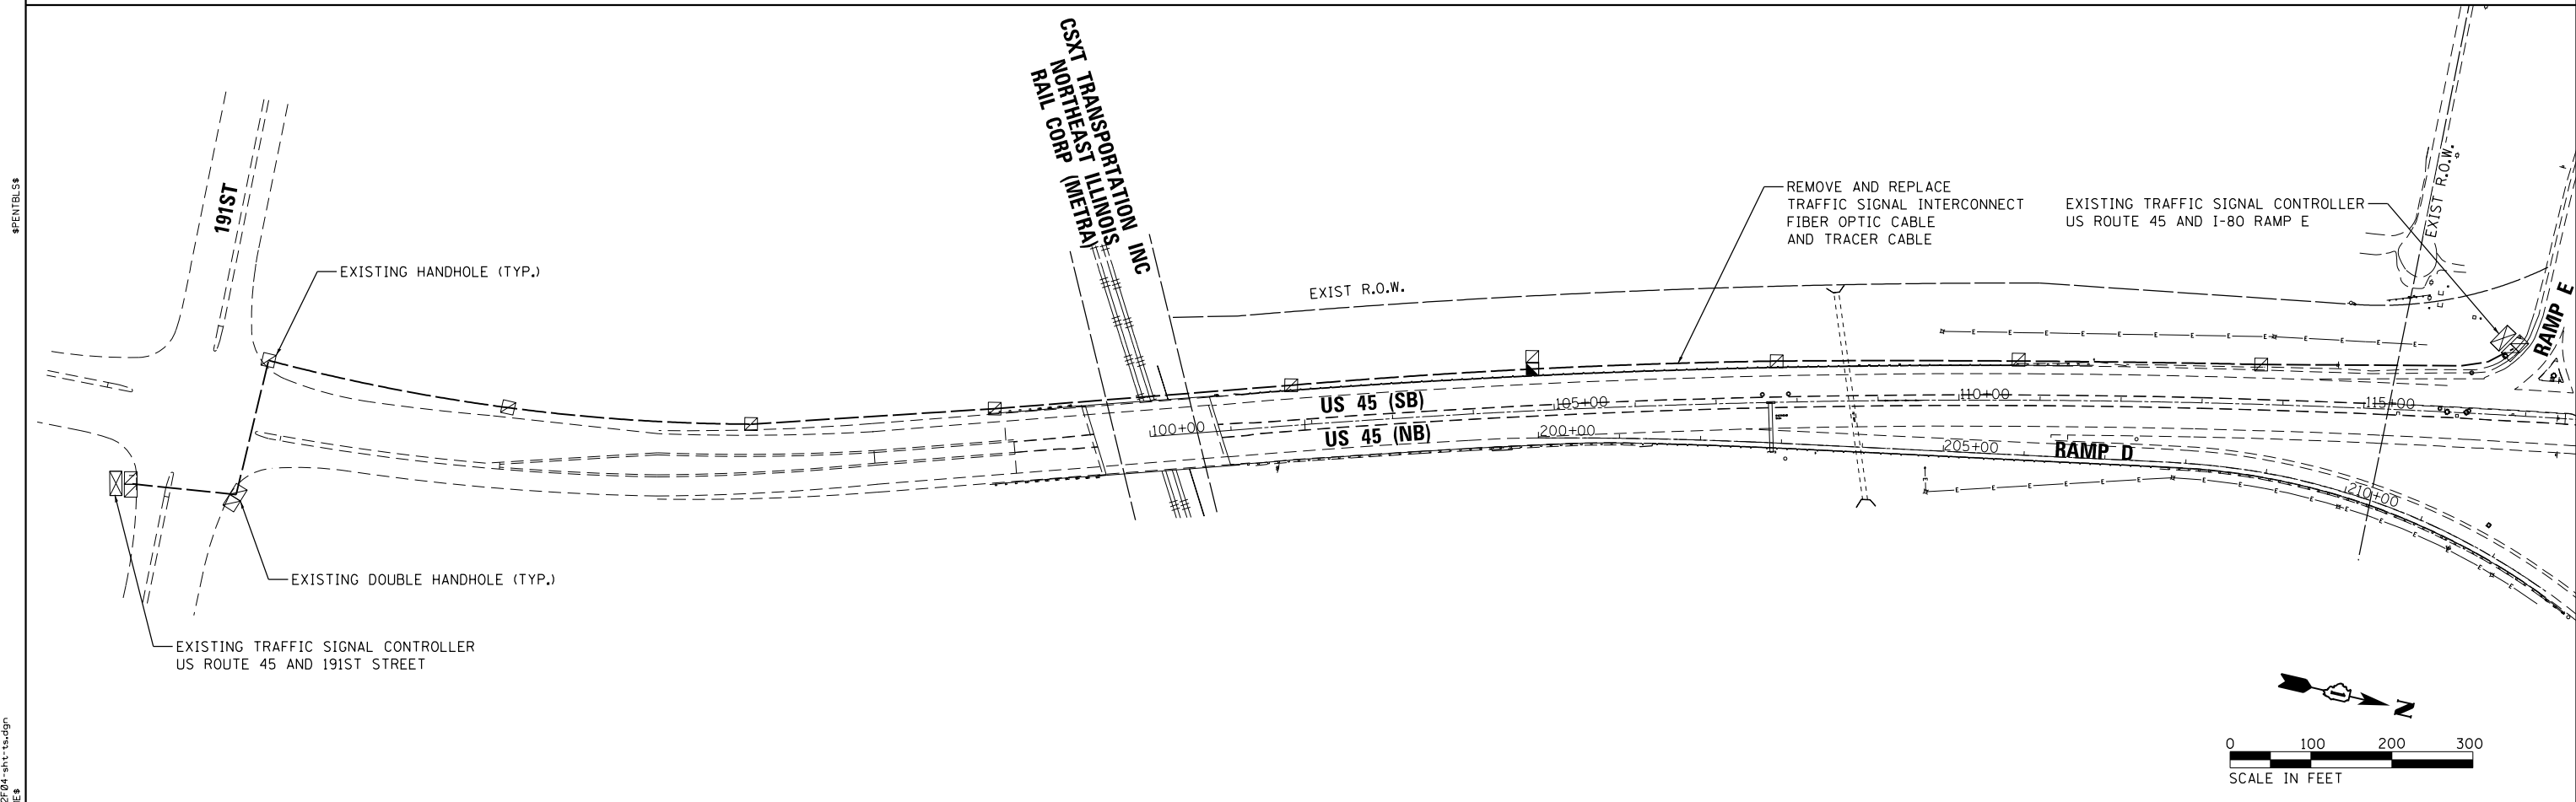 CSXT TRANSPORTATION INC
NORTHEAST ILLINOIS
RAIL CORP (METRA)
191ST
EXISTING HANDHOLE (TYP.)
REMOVE AND REPLACE
TRAFFIC SIGNAL INTERCONNECT
FIBER OPTIC CABLE
AND TRACER CABLE
EXISTING TRAFFIC SIGNAL CONTROLLER
US ROUTE 45 AND I-80 RAMP E
EXIST R.O.W.
EXIST R.O.W.
RAMP E
US 45 (SB)
US 45 (NB)
100+00
105+00
110+00
115+00
200+00
205+00
210+00
RAMP D
EXISTING DOUBLE HANDHOLE (TYP.)
EXISTING TRAFFIC SIGNAL CONTROLLER
US ROUTE 45 AND 191ST STREET
N
0 100 200 300
SCALE IN FEET
$PENTBLS$
2F04-sht-ts.dgn
E$